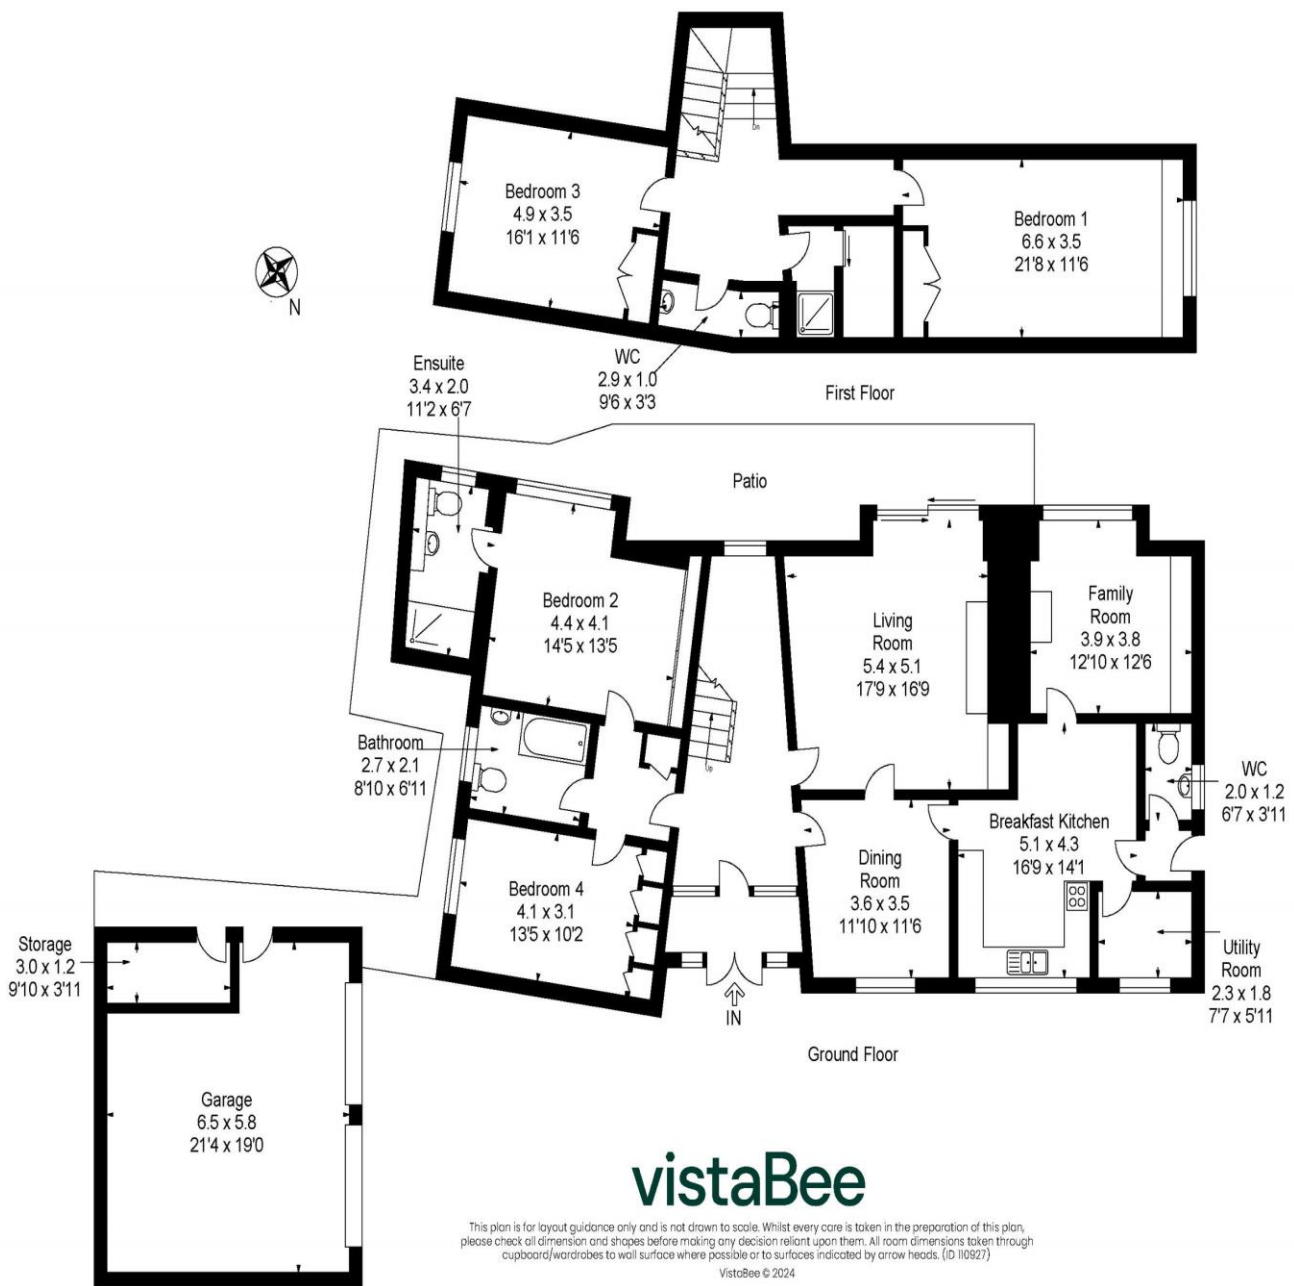 Dn
Bedroom 3
4.9 x 3.5
16'1 x 11'6
Bedroom 1
6.6 x 3.5
21'8 x 11'6
N
WC
2.9 x 1.0
9'6 x 3'3
First Floor
Ensuite
3.4 x 2.0
11'2 x 6'7
Patio
Bedroom 2
4.4 x 4.1
14'5 x 13'5
Living
Room
5.4 x 5.1
17'9 x 16'9
Family
Room
3.9 x 3.8
12'10 x 12'6
Up
Bathroom
2.7 x 2.1
8'10 x 6'11
WC
2.0 x 1.2
6'7 x 3'11
Breakfast Kitchen
5.1 x 4.3
16'9 x 14'1
Dining
Room
3.6 x 3.5
11'10 x 11'6
Bedroom 4
4.1 x 3.1
13'5 x 10'2
Storage
3.0 x 1.2
9'10 x 3'11
Utility
Room
2.3 x 1.8
7'7 x 5'11
IN
Ground Floor
Garage
6.5 x 5.8
21'4 x 19'0
vistaBee
This plan is for layout guidance only and is not drawn to scale. Whilst every care is taken in the preparation of this plan,
please check all dimension and shapes before making any decision reliant upon them. All room dimensions taken through
cupboard/wardrobes to wall surface where possible or to surfaces indicated by arrow heads. (ID 110927)
VistaBee © 2024